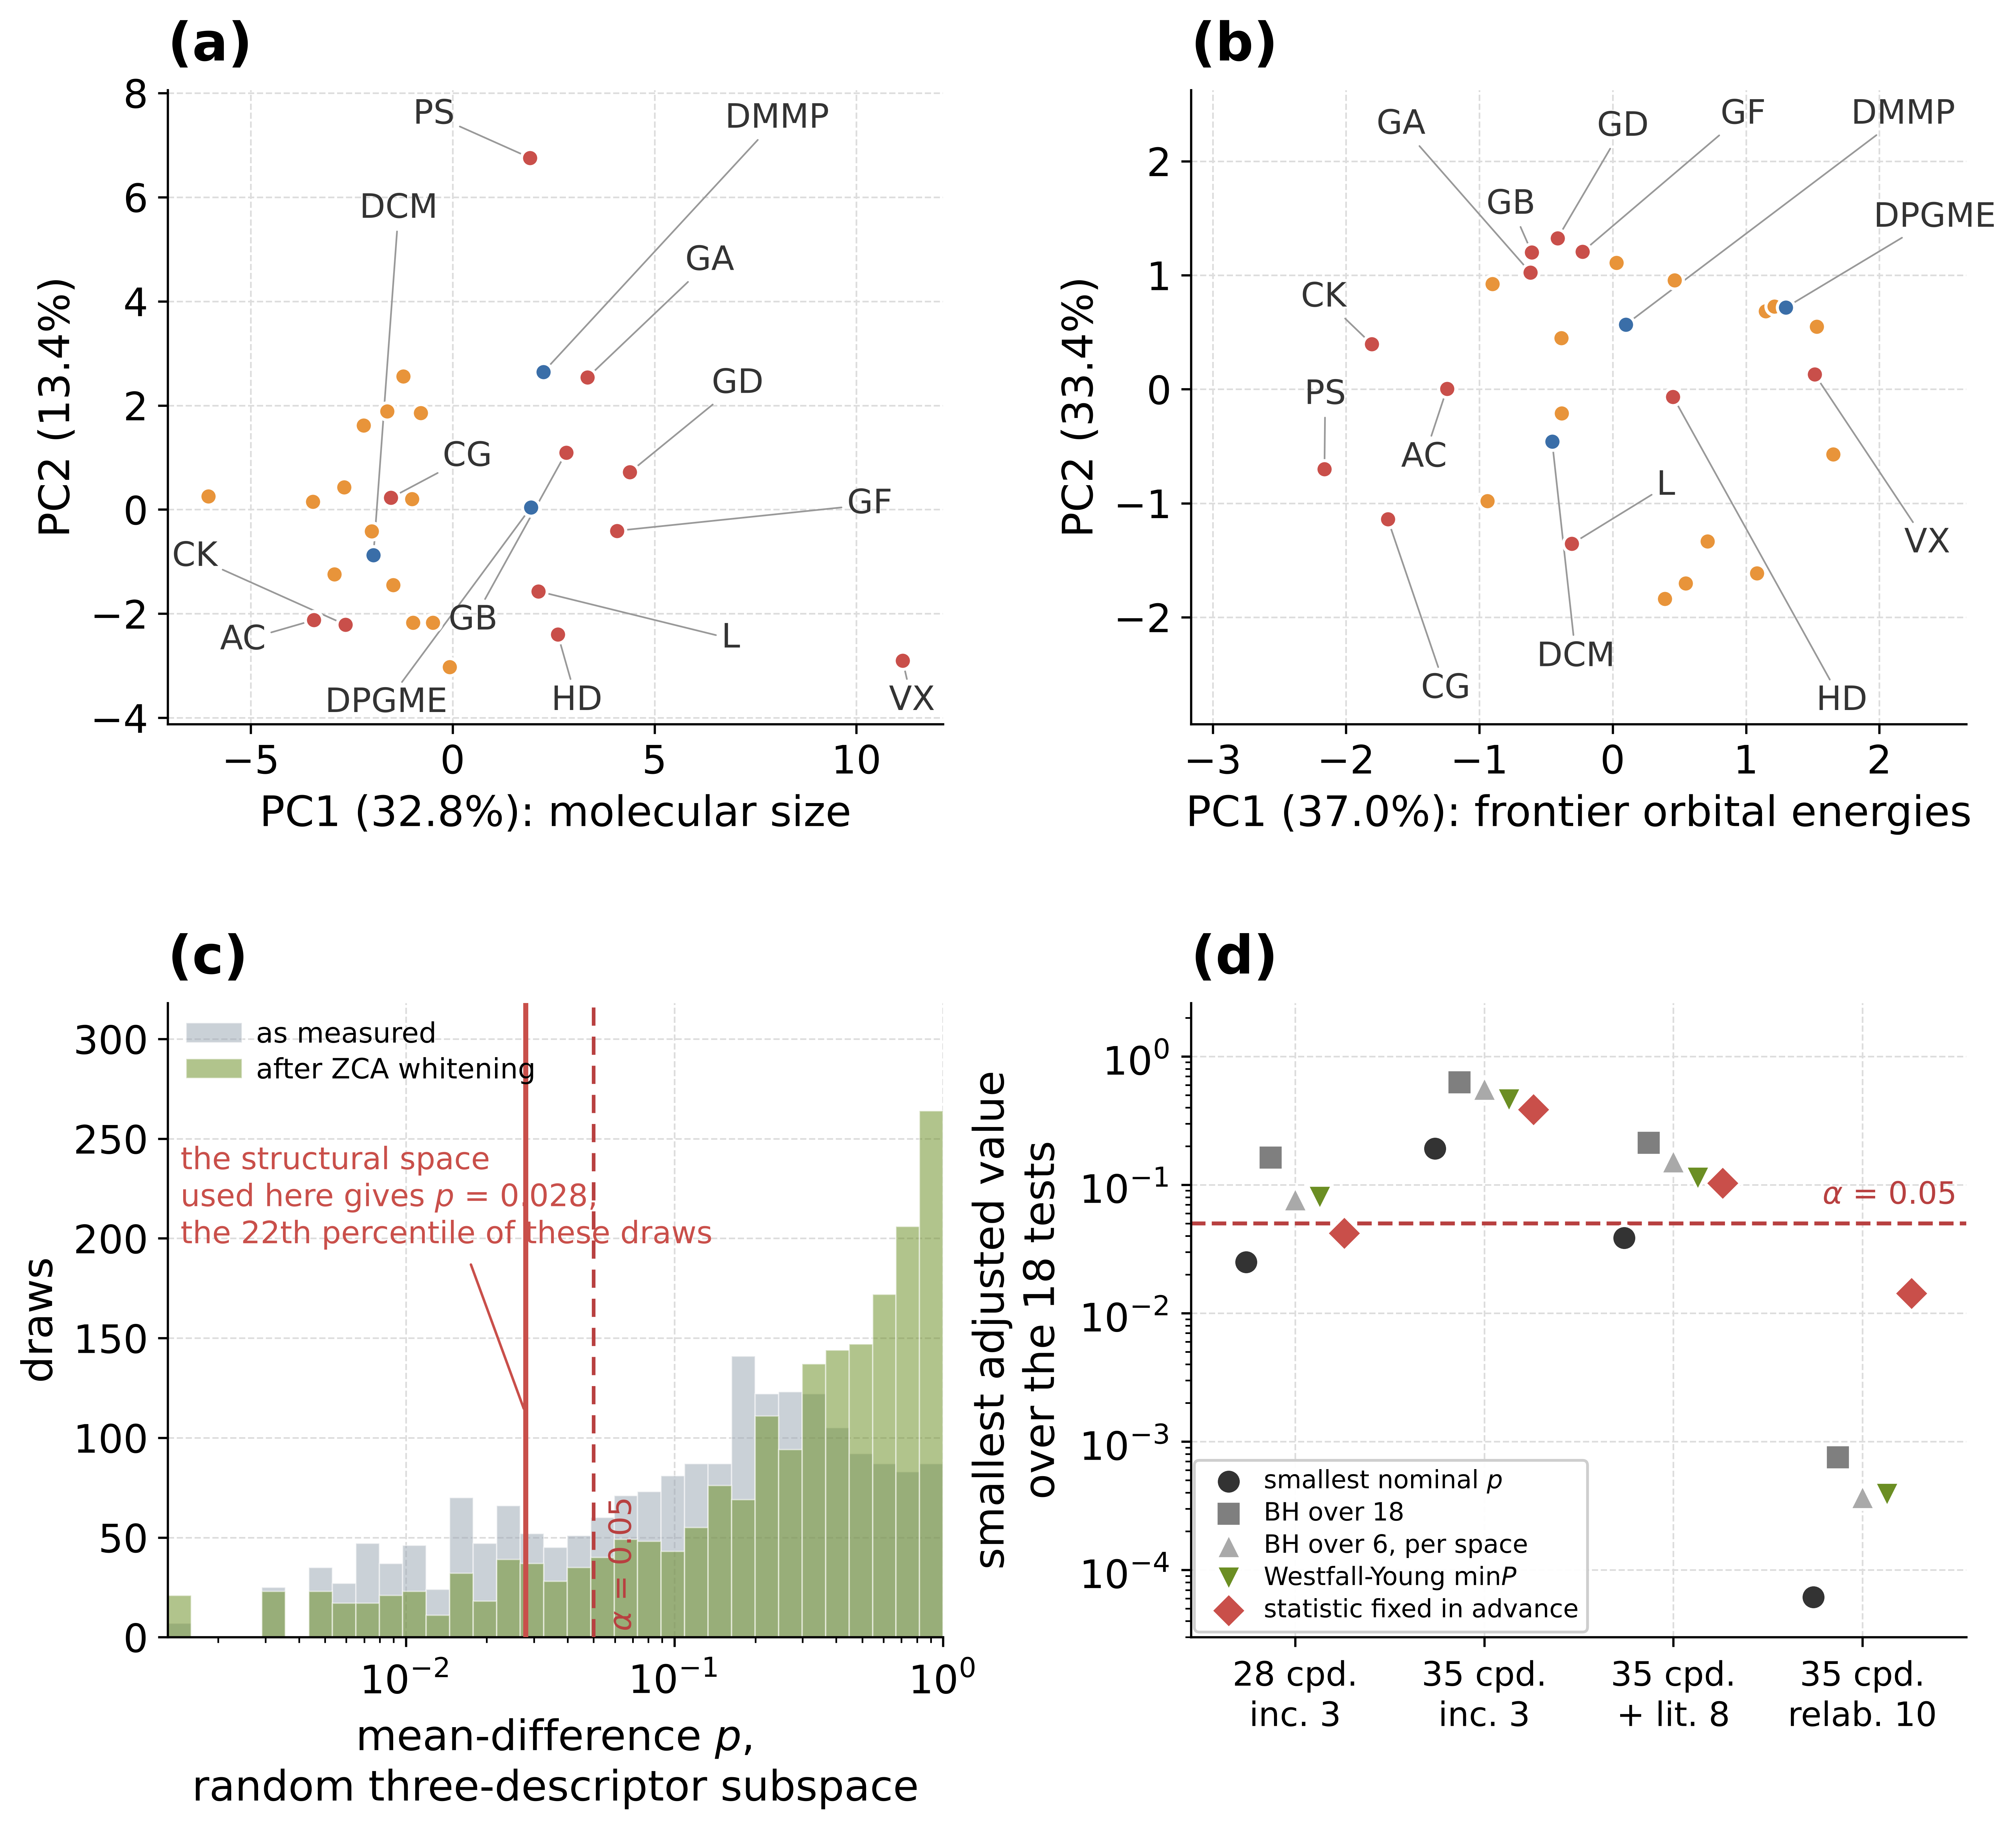 (a)
8
6
4
2
0
−2
−4
PC2 (13.4%)
PS
DMMP
DCM
GA
GD
CG
GF
CK
AC
GB
L
DPGME
HD
VX
−5
0
5
10
PC1 (32.8%): molecular size
(b)
2
1
0
−1
−2
PC2 (33.4%)
GA
GD
GF
DMMP
GB
DPGME
CK
PS
AC
L
VX
DCM
CG
HD
−3
−2
−1
0
1
2
PC1 (37.0%): frontier orbital energies
(c)
300
250
200
150
100
50
0
draws
as measured
after ZCA whitening
the structural space
used here gives p = 0.028,
the 22th percentile of these draws
α = 0.05
10⁻²
10⁻¹
10⁰
mean-difference p,
random three-descriptor subspace
(d)
smallest adjusted value
over the 18 tests
10⁰
10⁻¹
10⁻²
10⁻³
10⁻⁴
α = 0.05
smallest nominal p
BH over 18
BH over 6, per space
Westfall-Young minP
statistic fixed in advance
28 cpd.
inc. 3
35 cpd.
inc. 3
35 cpd.
+ lit. 8
35 cpd.
relab. 10